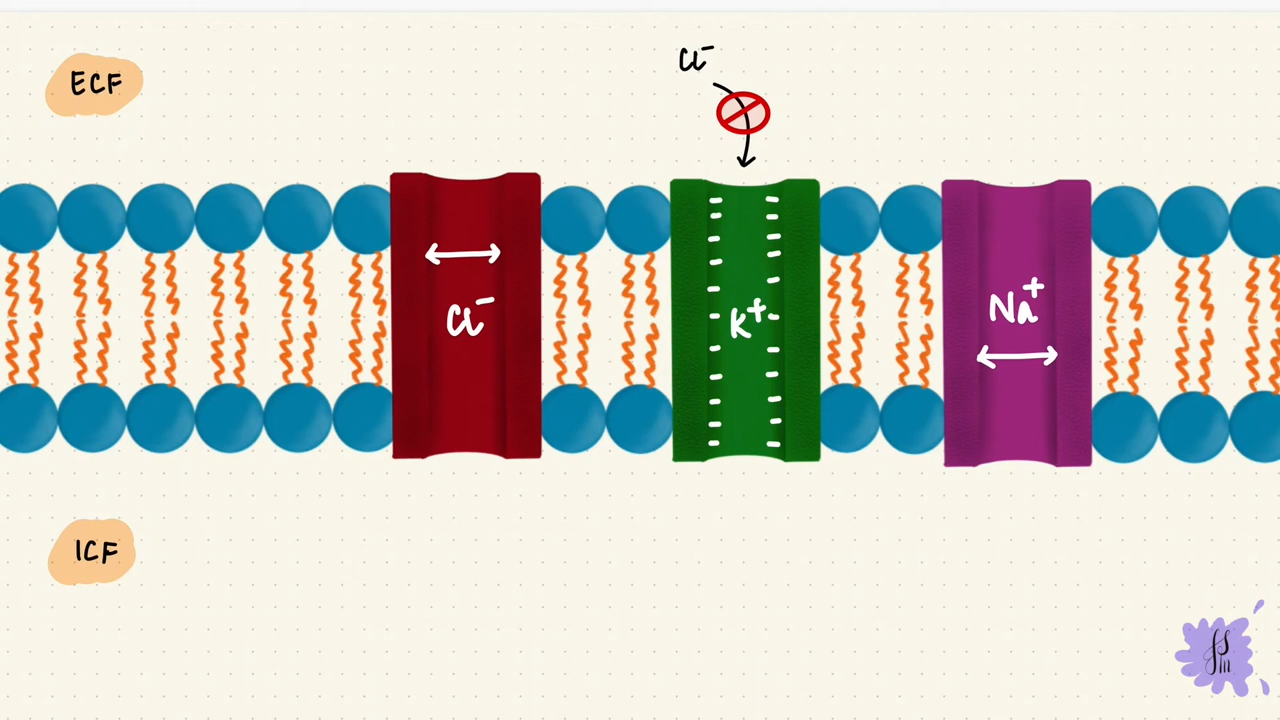 ECF
Cl⁻
Cl⁻
K⁺
Na⁺
ICF